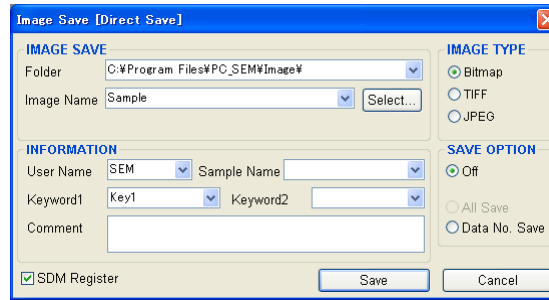 Image Save [Direct Save]
IMAGE SAVE
Folder C:¥Program Files¥PC_SEM¥Image¥
Image Name Sample Select...
IMAGE TYPE
Bitmap
TIFF
JPEG
INFORMATION
User Name SEM Sample Name
Keyword1 Key1 Keyword2
Comment
SAVE OPTION
Off
All Save
Data No. Save
SDM Register Save Cancel